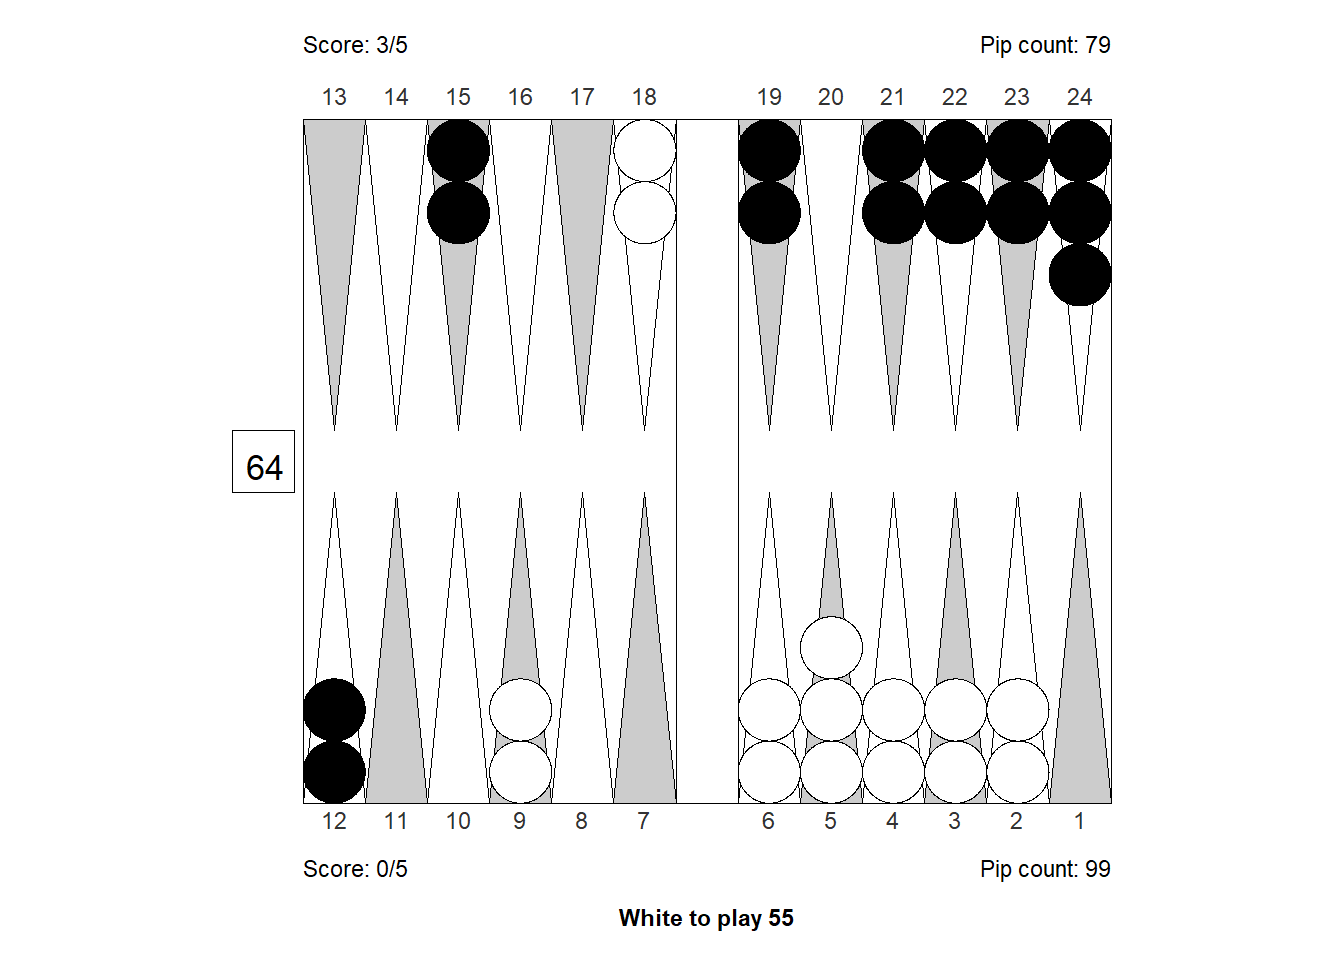 Score: 3/5 Pip count: 79
13 14 15 16 17 18 19 20 21 22 23 24
64
12 11 10 9 8 7 6 5 4 3 2 1
Score: 0/5 Pip count: 99
White to play 55